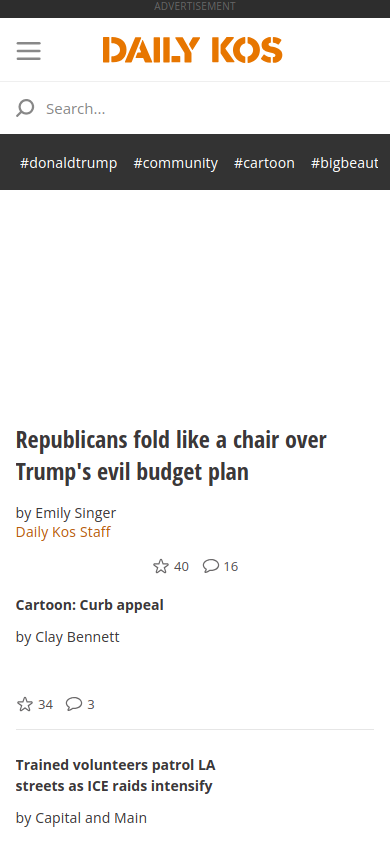 ADVERTISEMENT
DAILY KOS
Search...
#donaldtrump #community #cartoon #bigbeaut
Republicans fold like a chair over
Trump's evil budget plan
by Emily Singer
Daily Kos Staff
40 16
Cartoon: Curb appeal
by Clay Bennett
34 3
Trained volunteers patrol LA
streets as ICE raids intensify
by Capital and Main